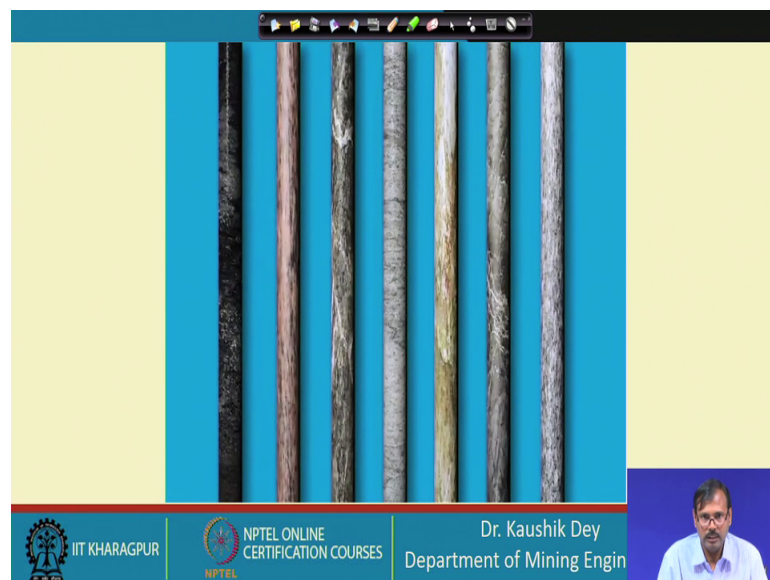 IIT KHARAGPUR
NPTEL
NPTEL ONLINE
CERTIFICATION COURSES
Dr. Kaushik Dey
Department of Mining Engin